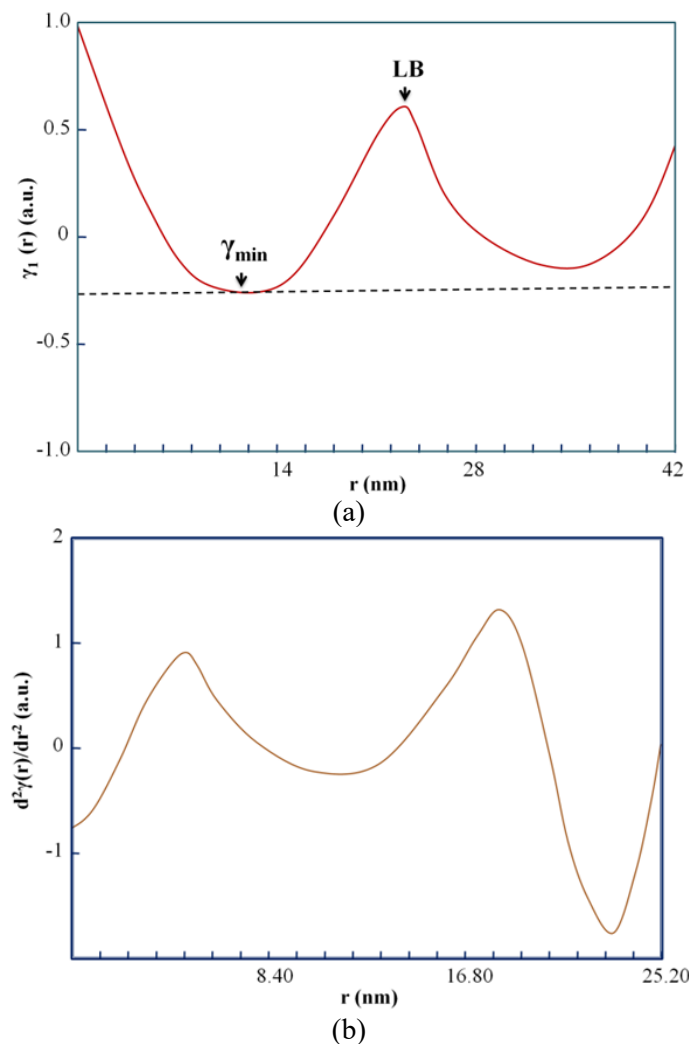 1.0
LB
0.5
γ₁ (r) (a.u.)
0
γmin
-0.5
-1.0
14
28
42
r (nm)
(a)
2
1
d²γ(r)/dr² (a.u.)
0
-1
8.40
16.80
25.20
r (nm)
(b)